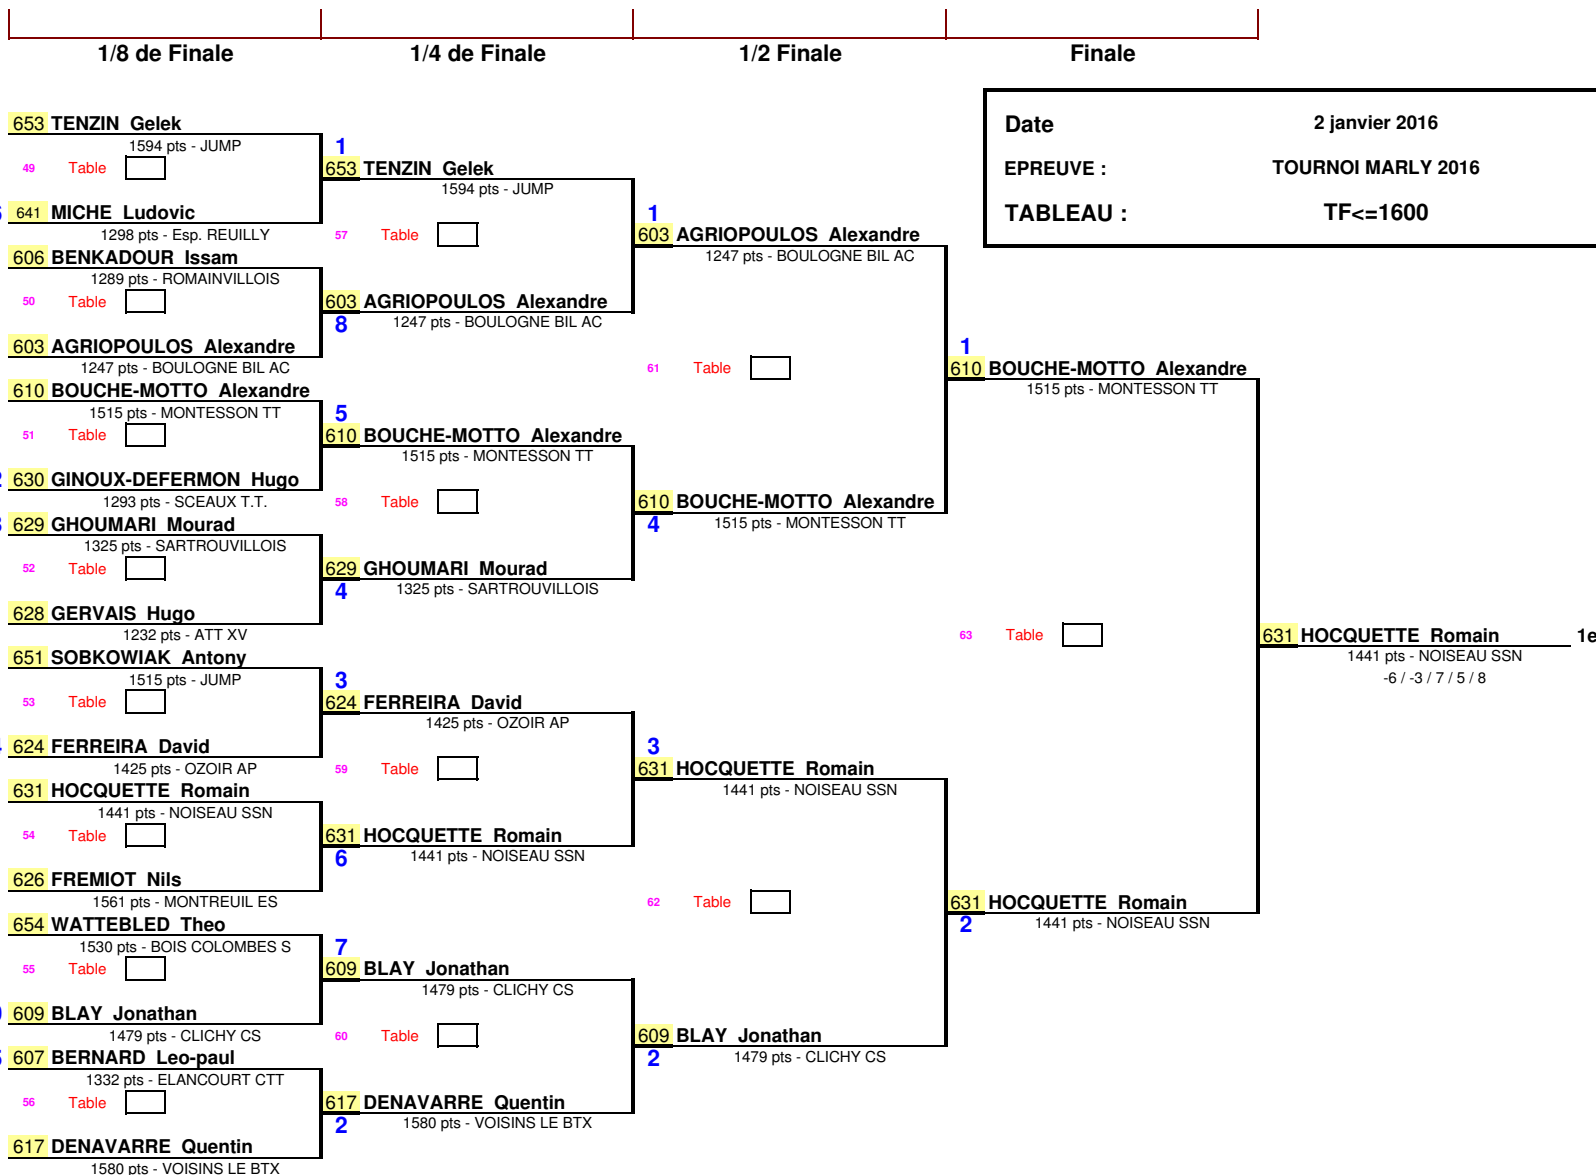 1/8 de Finale
1/4 de Finale
1/2 Finale
Finale
Date 2 janvier 2016
EPREUVE : TOURNOI MARLY 2016
TABLEAU : TF<=1600
653 TENZIN Gelek
1594 pts - JUMP
49 Table
641 MICHE Ludovic
1298 pts - Esp. REUILLY
606 BENKADOUR Issam
1289 pts - ROMAINVILLOIS
50 Table
603 AGRIOPOULOS Alexandre
1247 pts - BOULOGNE BIL AC
610 BOUCHE-MOTTO Alexandre
1515 pts - MONTESSON TT
51 Table
630 GINOUX-DEFERMON Hugo
1293 pts - SCEAUX T.T.
629 GHOUMARI Mourad
1325 pts - SARTROUVILLOIS
52 Table
628 GERVAIS Hugo
1232 pts - ATT XV
651 SOBKOWIAK Antony
1515 pts - JUMP
53 Table
624 FERREIRA David
1425 pts - OZOIR AP
631 HOCQUETTE Romain
1441 pts - NOISEAU SSN
54 Table
626 FREMIOT Nils
1561 pts - MONTREUIL ES
654 WATTEBLED Theo
1530 pts - BOIS COLOMBES S
55 Table
609 BLAY Jonathan
1479 pts - CLICHY CS
607 BERNARD Leo-paul
1332 pts - ELANCOURT CTT
56 Table
617 DENAVARRE Quentin
1580 pts - VOISINS LE BTX
1
653 TENZIN Gelek
1594 pts - JUMP
57 Table
603 AGRIOPOULOS Alexandre
8 1247 pts - BOULOGNE BIL AC
5
610 BOUCHE-MOTTO Alexandre
1515 pts - MONTESSON TT
58 Table
629 GHOUMARI Mourad
4 1325 pts - SARTROUVILLOIS
3
624 FERREIRA David
1425 pts - OZOIR AP
59 Table
631 HOCQUETTE Romain
6 1441 pts - NOISEAU SSN
7
609 BLAY Jonathan
1479 pts - CLICHY CS
60 Table
617 DENAVARRE Quentin
2 1580 pts - VOISINS LE BTX
1
603 AGRIOPOULOS Alexandre
1247 pts - BOULOGNE BIL AC
61 Table
610 BOUCHE-MOTTO Alexandre
4 1515 pts - MONTESSON TT
3
631 HOCQUETTE Romain
1441 pts - NOISEAU SSN
62 Table
609 BLAY Jonathan
2 1479 pts - CLICHY CS
1
610 BOUCHE-MOTTO Alexandre
1515 pts - MONTESSON TT
63 Table
631 HOCQUETTE Romain
2 1441 pts - NOISEAU SSN
631 HOCQUETTE Romain 1e
1441 pts - NOISEAU SSN
-6 / -3 / 7 / 5 / 8